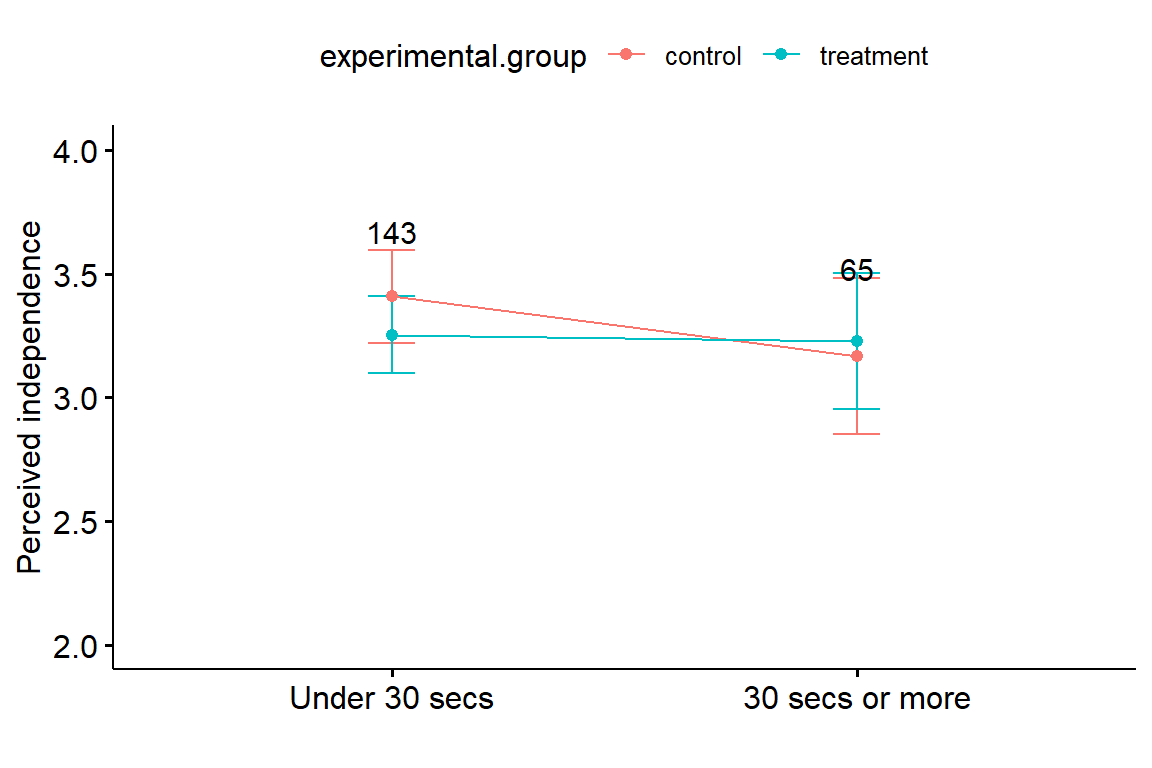 experimental.group control treatment
Perceived independence
4.0
3.5
3.0
2.5
2.0
143
65
Under 30 secs 30 secs or more